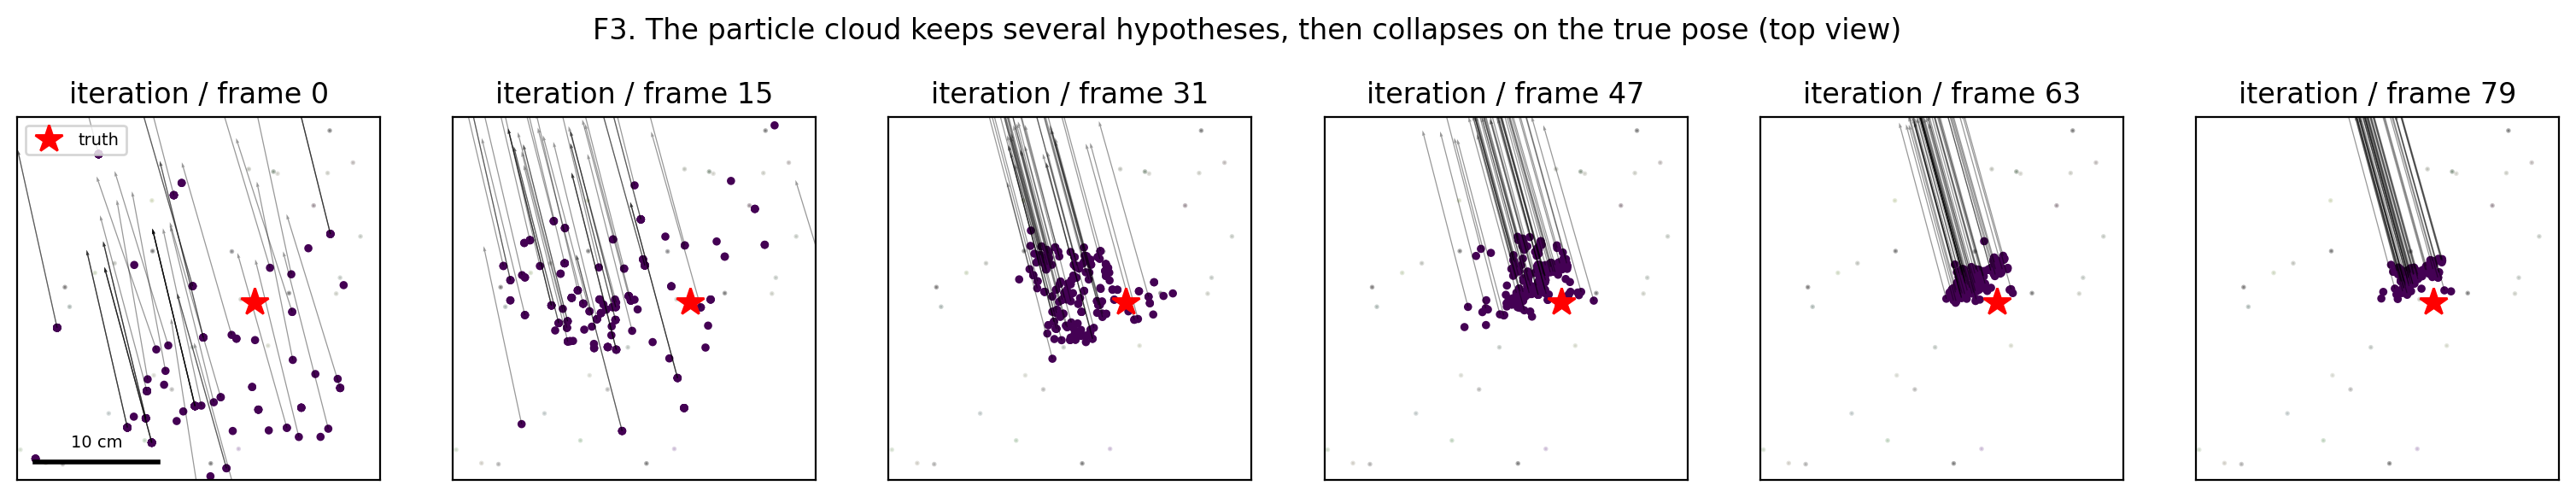 F3. The particle cloud keeps several hypotheses, then collapses on the true pose (top view)
iteration / frame 0
iteration / frame 15
iteration / frame 31
iteration / frame 47
iteration / frame 63
iteration / frame 79
truth
10 cm